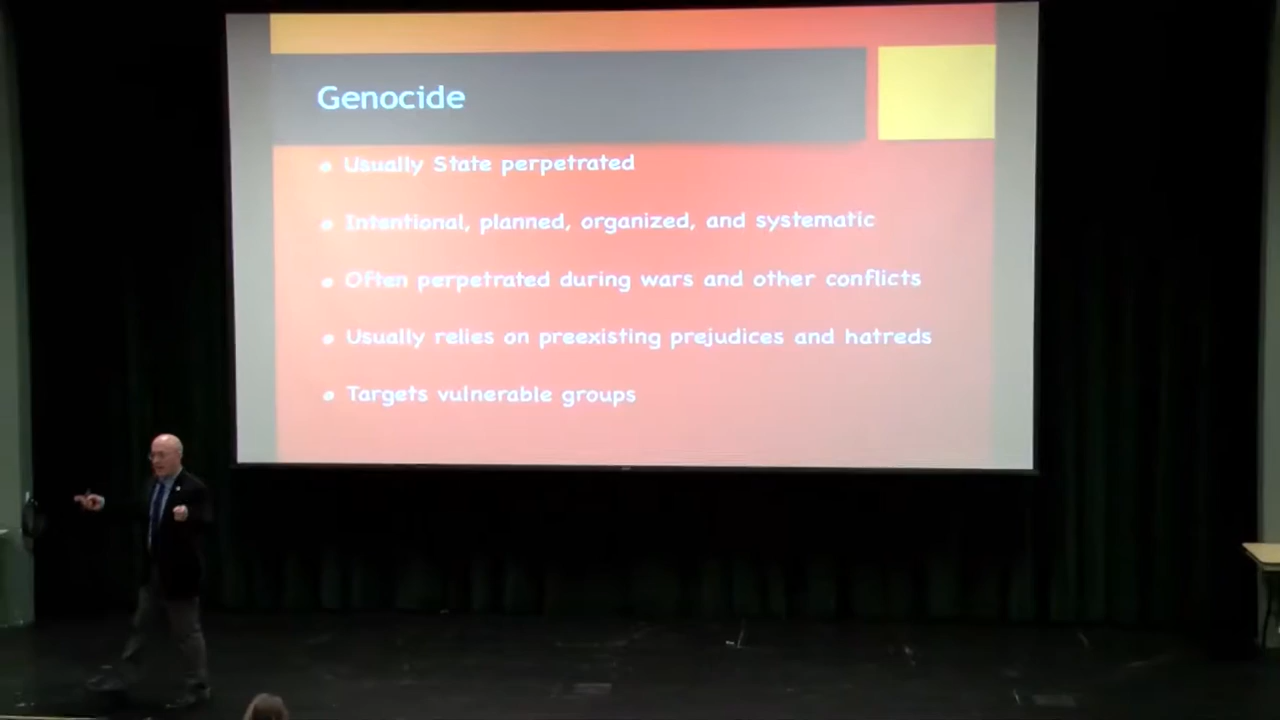 Genocide
Usually State perpetrated
Intentional, planned, organized, and systematic
Often perpetrated during wars and other conflicts
Usually relies on preexisting prejudices and hatreds
Targets vulnerable groups